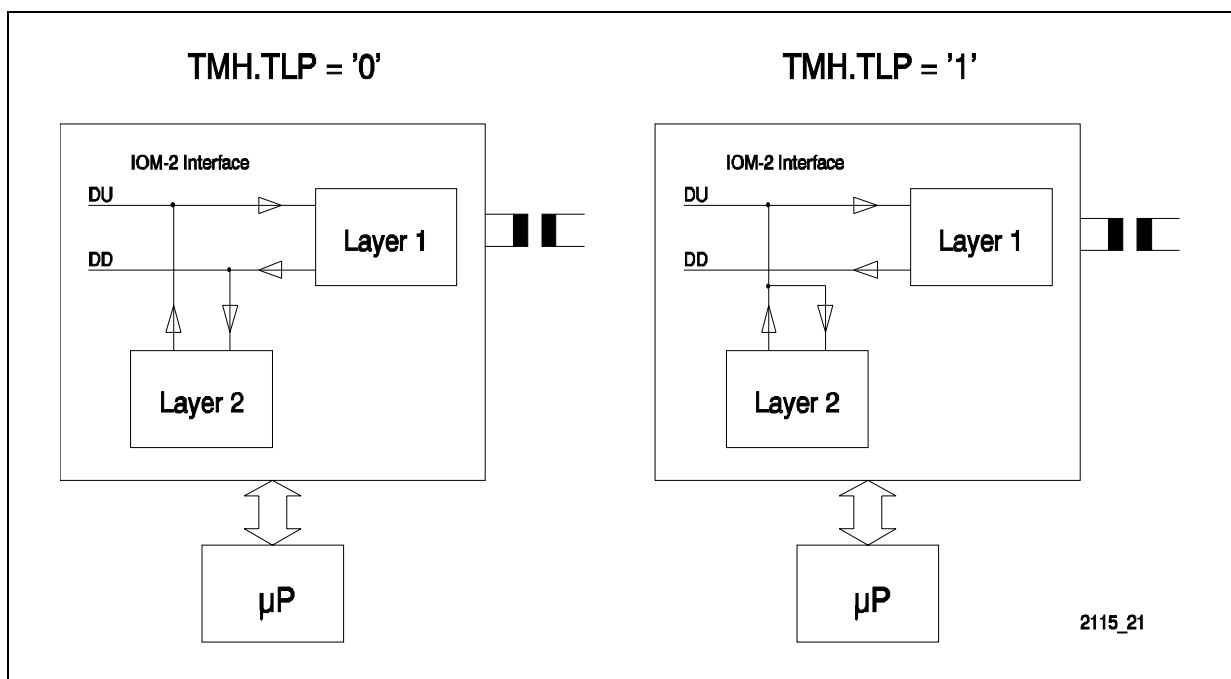 TMH.TLP = '0'
IOM-2 Interface
DU
Layer 1
DD
Layer 2
µP
TMH.TLP = '1'
IOM-2 Interface
DU
Layer 1
DD
Layer 2
µP
2115_21